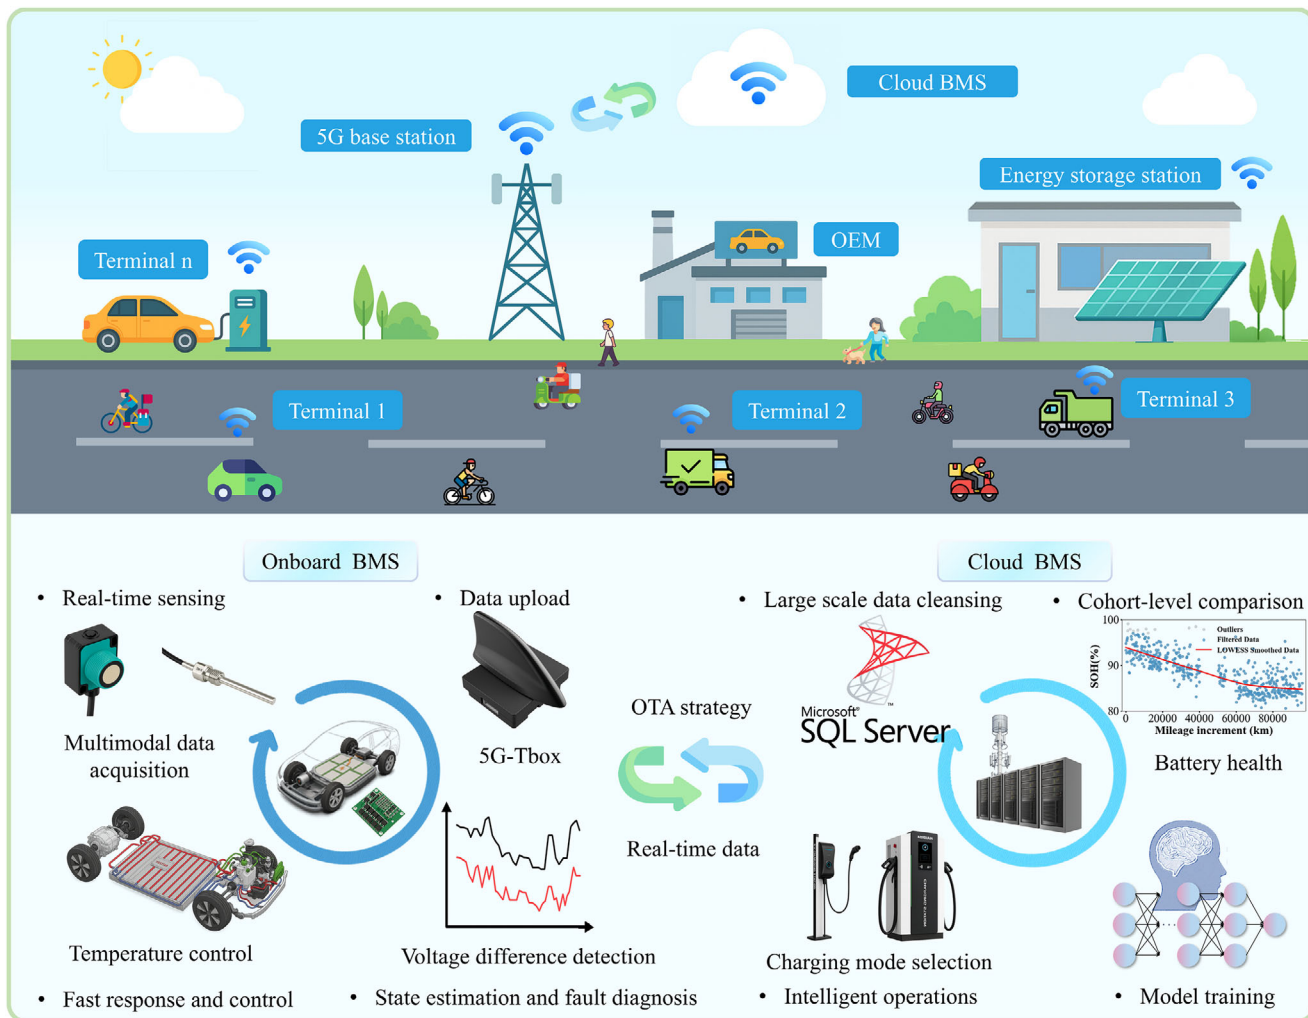 Cloud BMS
5G base station
Energy storage station
OEM
Terminal n
Terminal 1
Terminal 2
Terminal 3
Onboard BMS
• Real-time sensing
• Data upload
Multimodal data
acquisition
5G-Tbox
Temperature control
Voltage difference detection
• Fast response and control
• State estimation and fault diagnosis
OTA strategy
Real-time data
Cloud BMS
• Large scale data cleansing
• Cohort-level comparison
Microsoft®
SQL Server
™
100
90
80
SOH(%)
Outliers
Filtered Data
LOWESS Smoothed Data
0 20000 40000 60000 80000
Mileage increment (km)
Battery health
Charging mode selection
• Intelligent operations
• Model training